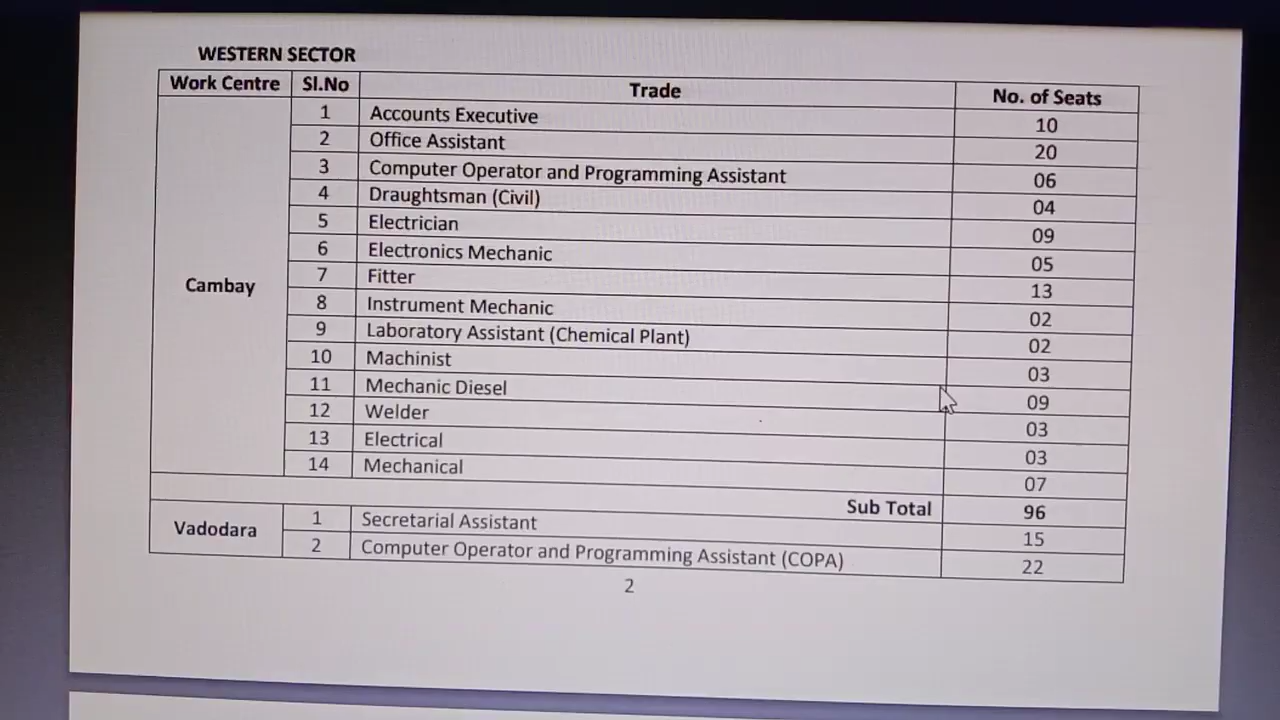 WESTERN SECTOR
Work Centre Sl.No Trade No. of Seats
Cambay
1 Accounts Executive 10
2 Office Assistant 20
3 Computer Operator and Programming Assistant 06
4 Draughtsman (Civil) 04
5 Electrician 09
6 Electronics Mechanic 05
7 Fitter 13
8 Instrument Mechanic 02
9 Laboratory Assistant (Chemical Plant) 02
10 Machinist 03
11 Mechanic Diesel 09
12 Welder 03
13 Electrical 03
14 Mechanical 07
Sub Total 96
Vadodara
1 Secretarial Assistant 15
2 Computer Operator and Programming Assistant (COPA) 22
2